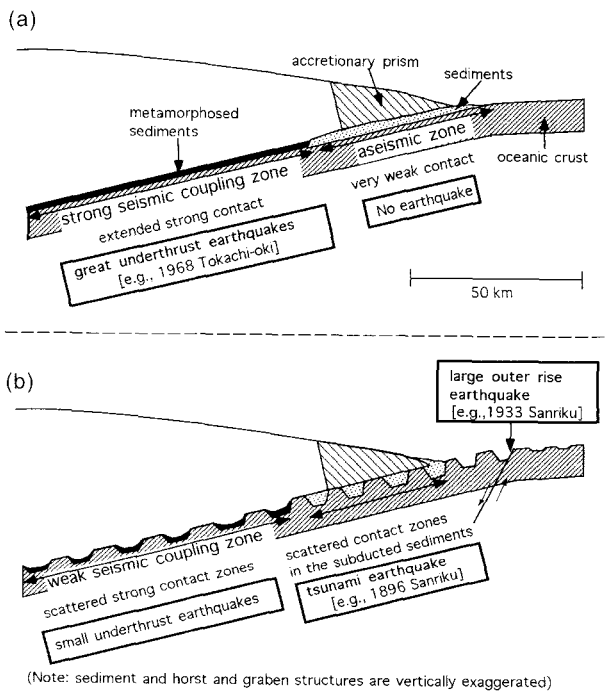 (a)
accretionary prism
sediments
metamorphosed
sediments
aseismic zone
oceanic crust
strong seismic coupling zone
very weak contact
extended strong contact
No earthquake
great underthrust earthquakes
[e.g., 1968 Tokachi-oki]
50 km
(b)
large outer rise
earthquake
[e.g.,1933 Sanriku]
weak seismic coupling zone
scattered contact zones
in the subducted sediments
scattered strong contact zones
tsunami earthquake
[e.g., 1896 Sanriku]
small underthrust earthquakes
(Note: sediment and horst and graben structures are vertically exaggerated)